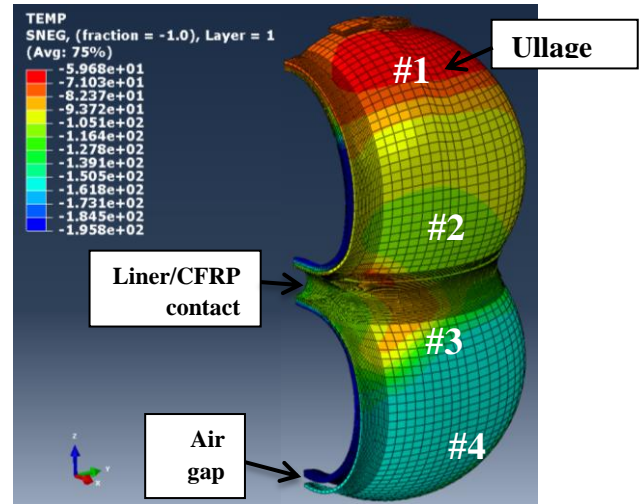 TEMP
SNEG, (fraction = -1.0), Layer = 1
(Avg: 75%)
-5.968e+01
-7.103e+01
-8.237e+01
-9.372e+01
-1.051e+02
-1.164e+02
-1.278e+02
-1.391e+02
-1.505e+02
-1.618e+02
-1.731e+02
-1.845e+02
-1.958e+02
Ullage
#1
#2
Liner/CFRP
contact
#3
#4
Air
gap
Z
Y
X